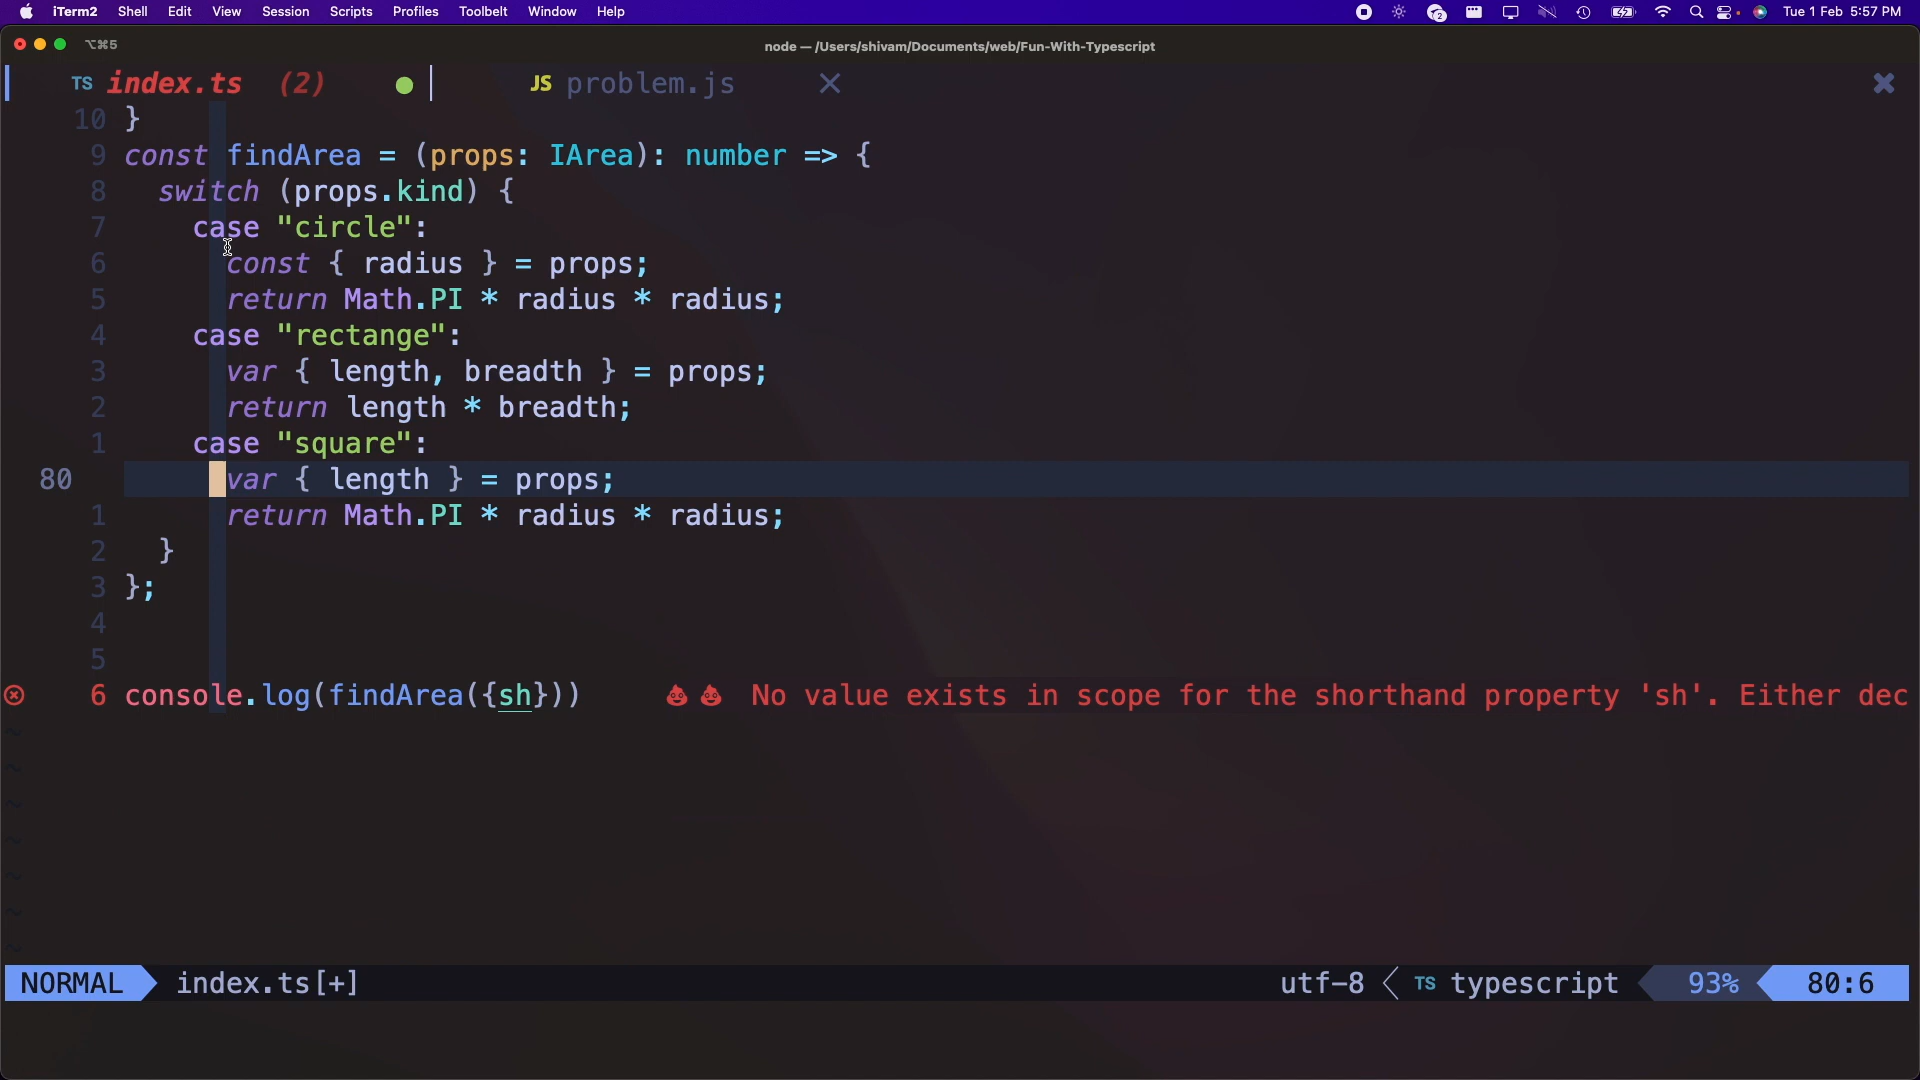 iTerm2 Shell Edit View Session Scripts Profiles Toolbelt Window Help 2 Tue 1 Feb 5:57 PM
⌥⌘5 node — /Users/shivam/Documents/web/Fun-With-Typescript
TS index.ts (2) JS problem.js
10 }
9 const findArea = (props: IArea): number => {
8 switch (props.kind) {
7 case "circle":
6 const { radius } = props;
5 return Math.PI * radius * radius;
4 case "rectange":
3 var { length, breadth } = props;
2 return length * breadth;
1 case "square":
80 var { length } = props;
1 return Math.PI * radius * radius;
2 }
3 };
4
5
6 console.log(findArea({sh})) 💩💩 No value exists in scope for the shorthand property 'sh'. Either dec
~
~
~
~
~
~
~
NORMAL index.ts[+] utf-8 TS typescript 93% 80:6